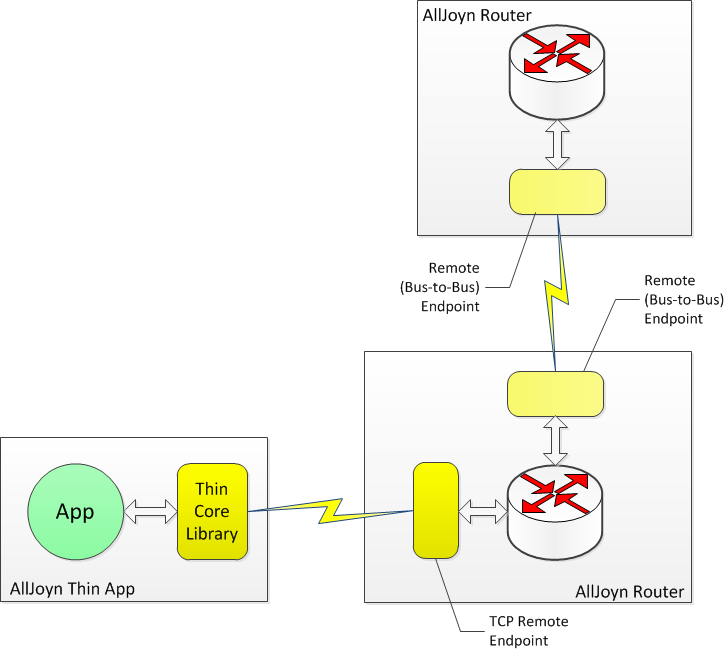 AllJoyn Router
Remote
(Bus-to-Bus)
Endpoint
Remote
(Bus-to-Bus)
Endpoint
App
Thin
Core
Library
AllJoyn Thin App
AllJoyn Router
TCP Remote
Endpoint